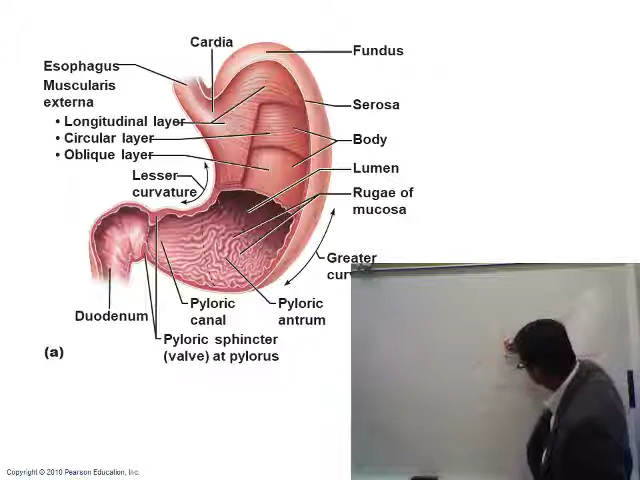 Cardia
Fundus
Esophagus
Muscularis
externa
• Longitudinal layer
• Circular layer
• Oblique layer
Serosa
Body
Lumen
Lesser
curvature
Rugae of
mucosa
Greater
Duodenum
Pyloric
canal
Pyloric
antrum
Pyloric sphincter
(valve) at pylorus
(a)
Copyright © 2010 Pearson Education, Inc.